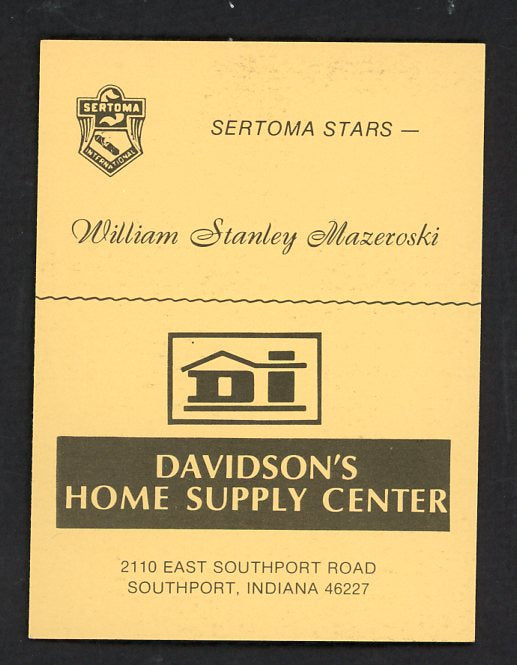 SERTOMA
INTERNATIONAL
SERTOMA STARS —
William Stanley Mazeroski
DI
DAVIDSON'S
HOME SUPPLY CENTER
2110 EAST SOUTHPORT ROAD
SOUTHPORT, INDIANA 46227